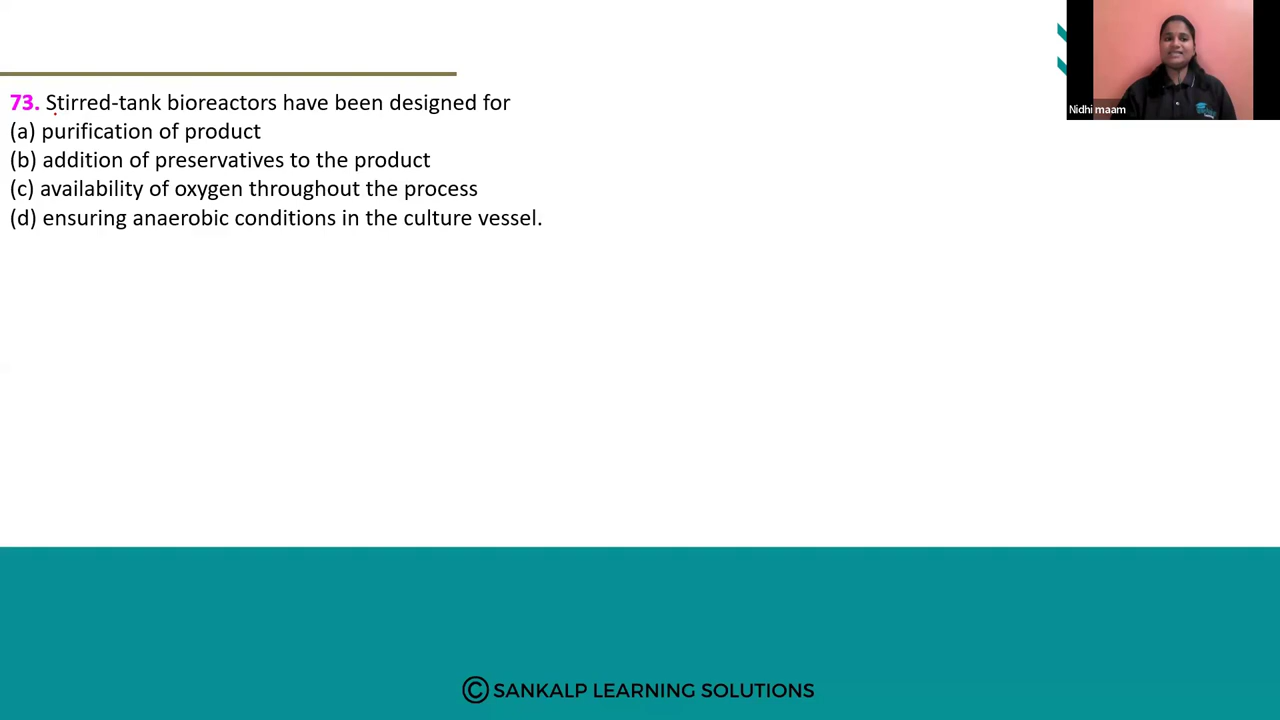 Nidhi maam
73. Stirred-tank bioreactors have been designed for
(a) purification of product
(b) addition of preservatives to the product
(c) availability of oxygen throughout the process
(d) ensuring anaerobic conditions in the culture vessel.
© SANKALP LEARNING SOLUTIONS